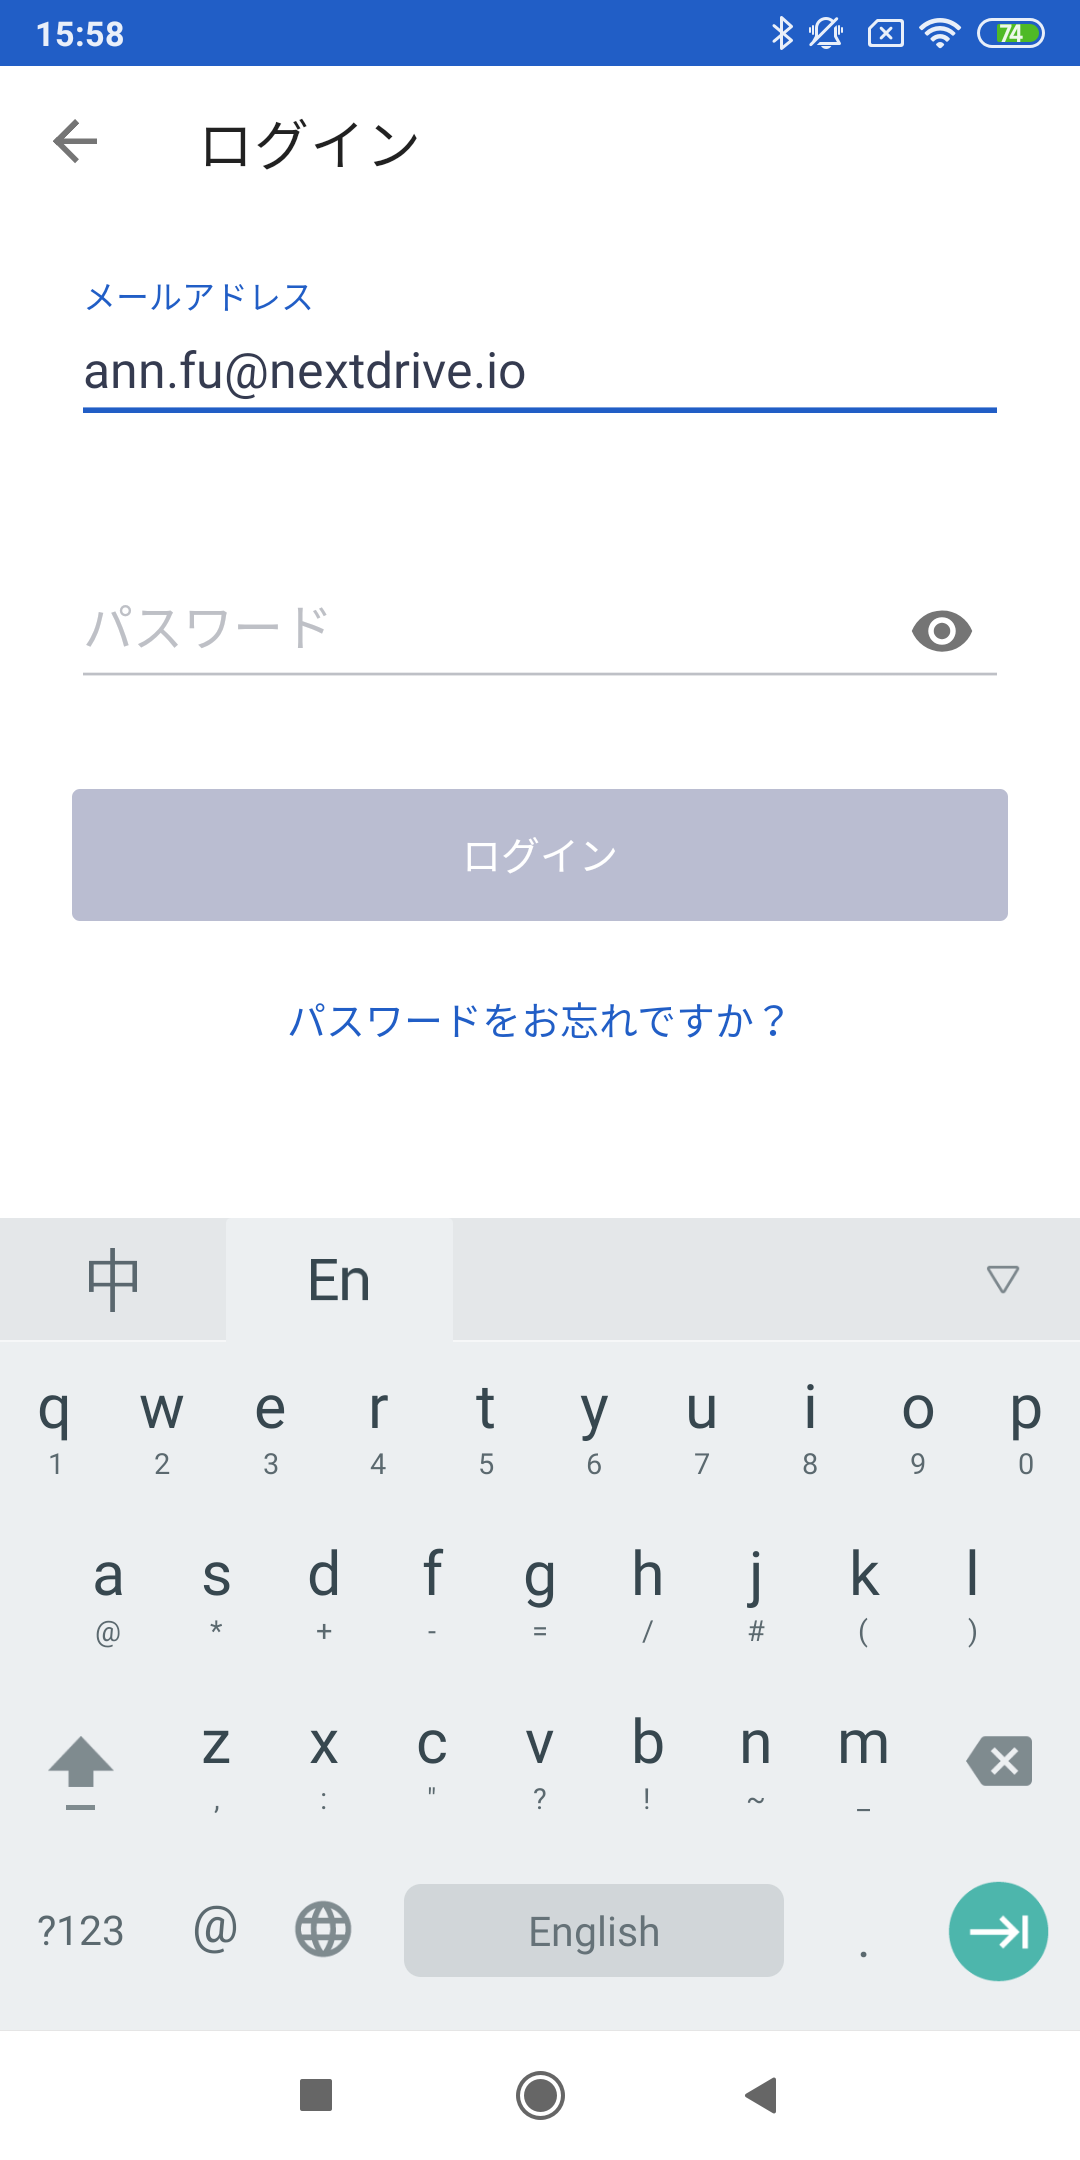 15:58
74
ログイン
メールアドレス
ann.fu@nextdrive.io
パスワード
ログイン
パスワードをお忘れですか？
中 En
q w e r t y u i o p
1 2 3 4 5 6 7 8 9 0
a s d f g h j k l
@ * + - = / # ( )
z x c v b n m
, : " ? ! ~ _
?123 @ English .